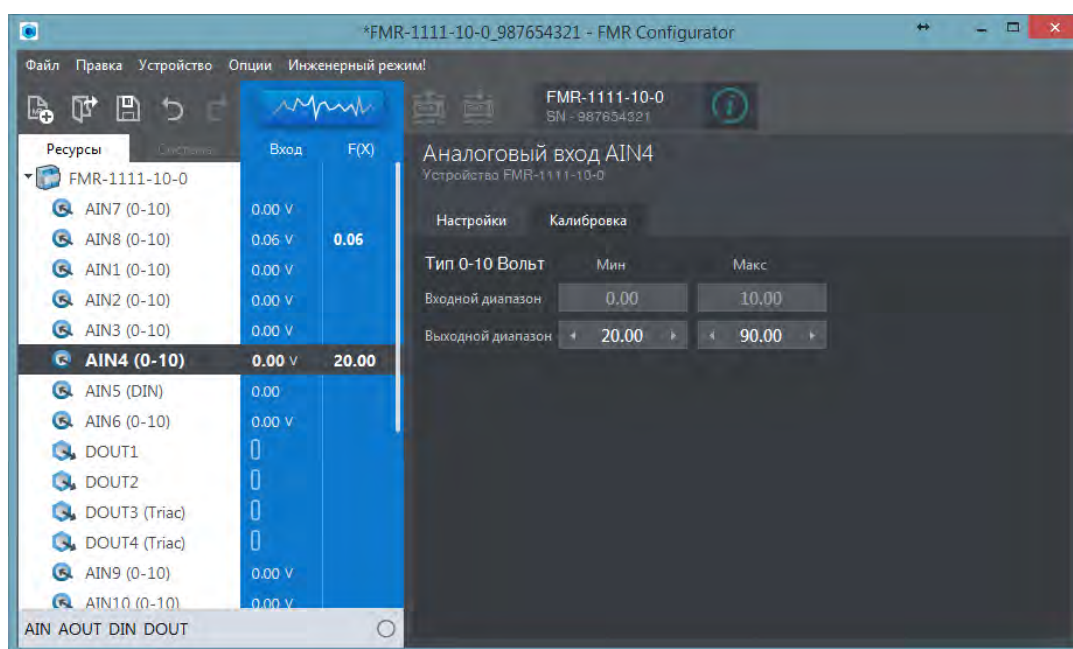 *FMR-1111-10-0_987654321 - FMR Configurator
Файл Правка Устройство Опции Инженерный режим!
FMR-1111-10-0
SN - 987654321
Ресурсы Система Вход F(X)
Аналоговый вход AIN4
Устройство FMR-1111-10-0
FMR-1111-10-0
AIN7 (0-10) 0.00 V
Настройки Калибровка
AIN8 (0-10) 0.06 V 0.06
Тип 0-10 Вольт Мин Макс
AIN1 (0-10) 0.00 V
AIN2 (0-10) 0.00 V
Входной диапазон 0.00 10.00
AIN3 (0-10) 0.00 V
Выходной диапазон 20.00 90.00
AIN4 (0-10) 0.00 V 20.00
AIN5 (DIN) 0.00
AIN6 (0-10) 0.00 V
DOUT1
DOUT2
DOUT3 (Triac)
DOUT4 (Triac)
AIN9 (0-10) 0.00 V
AIN10 (0-10) 0.00 V
AIN AOUT DIN DOUT